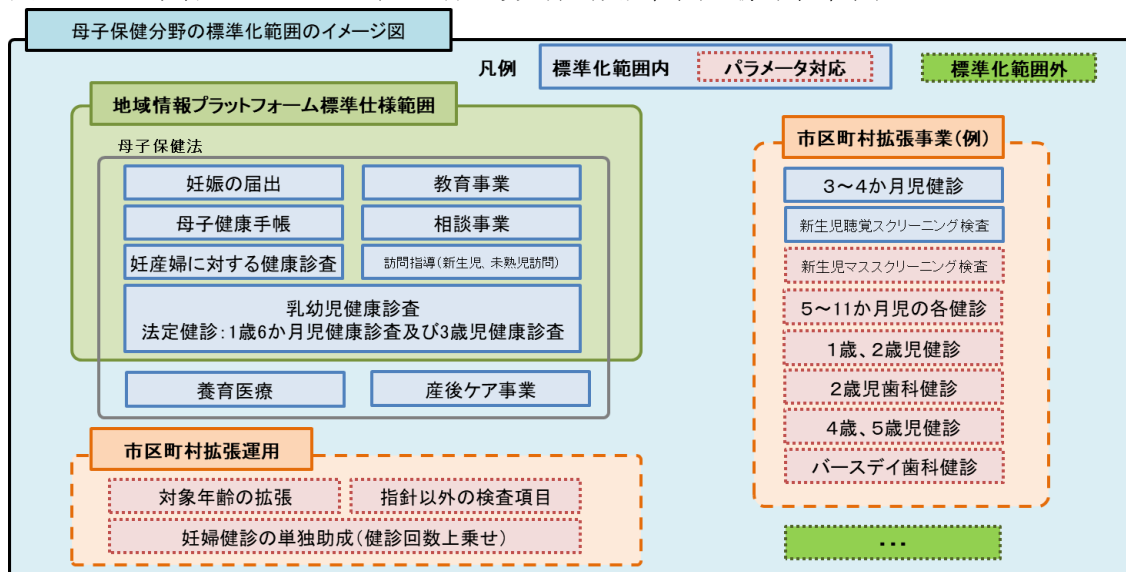 母子保健分野の標準化範囲のイメージ図
凡例
標準化範囲内
パラメータ対応
標準化範囲外
地域情報プラットフォーム標準仕様範囲
母子保健法
妊娠の届出
教育事業
母子健康手帳
相談事業
妊産婦に対する健康診査
訪問指導(新生児、未熟児訪問)
乳幼児健康診査
法定健診:1歳6か月児健康診査及び3歳児健康診査
養育医療
産後ケア事業
市区町村拡張運用
対象年齢の拡張
指針以外の検査項目
妊婦健診の単独助成(健診回数上乗せ)
市区町村拡張事業(例)
3~4か月児健診
新生児聴覚スクリーニング検査
新生児マススクリーニング検査
5~11か月児の各健診
1歳、2歳児健診
2歳児歯科健診
4歳、5歳児健診
バースデイ歯科健診
・・・